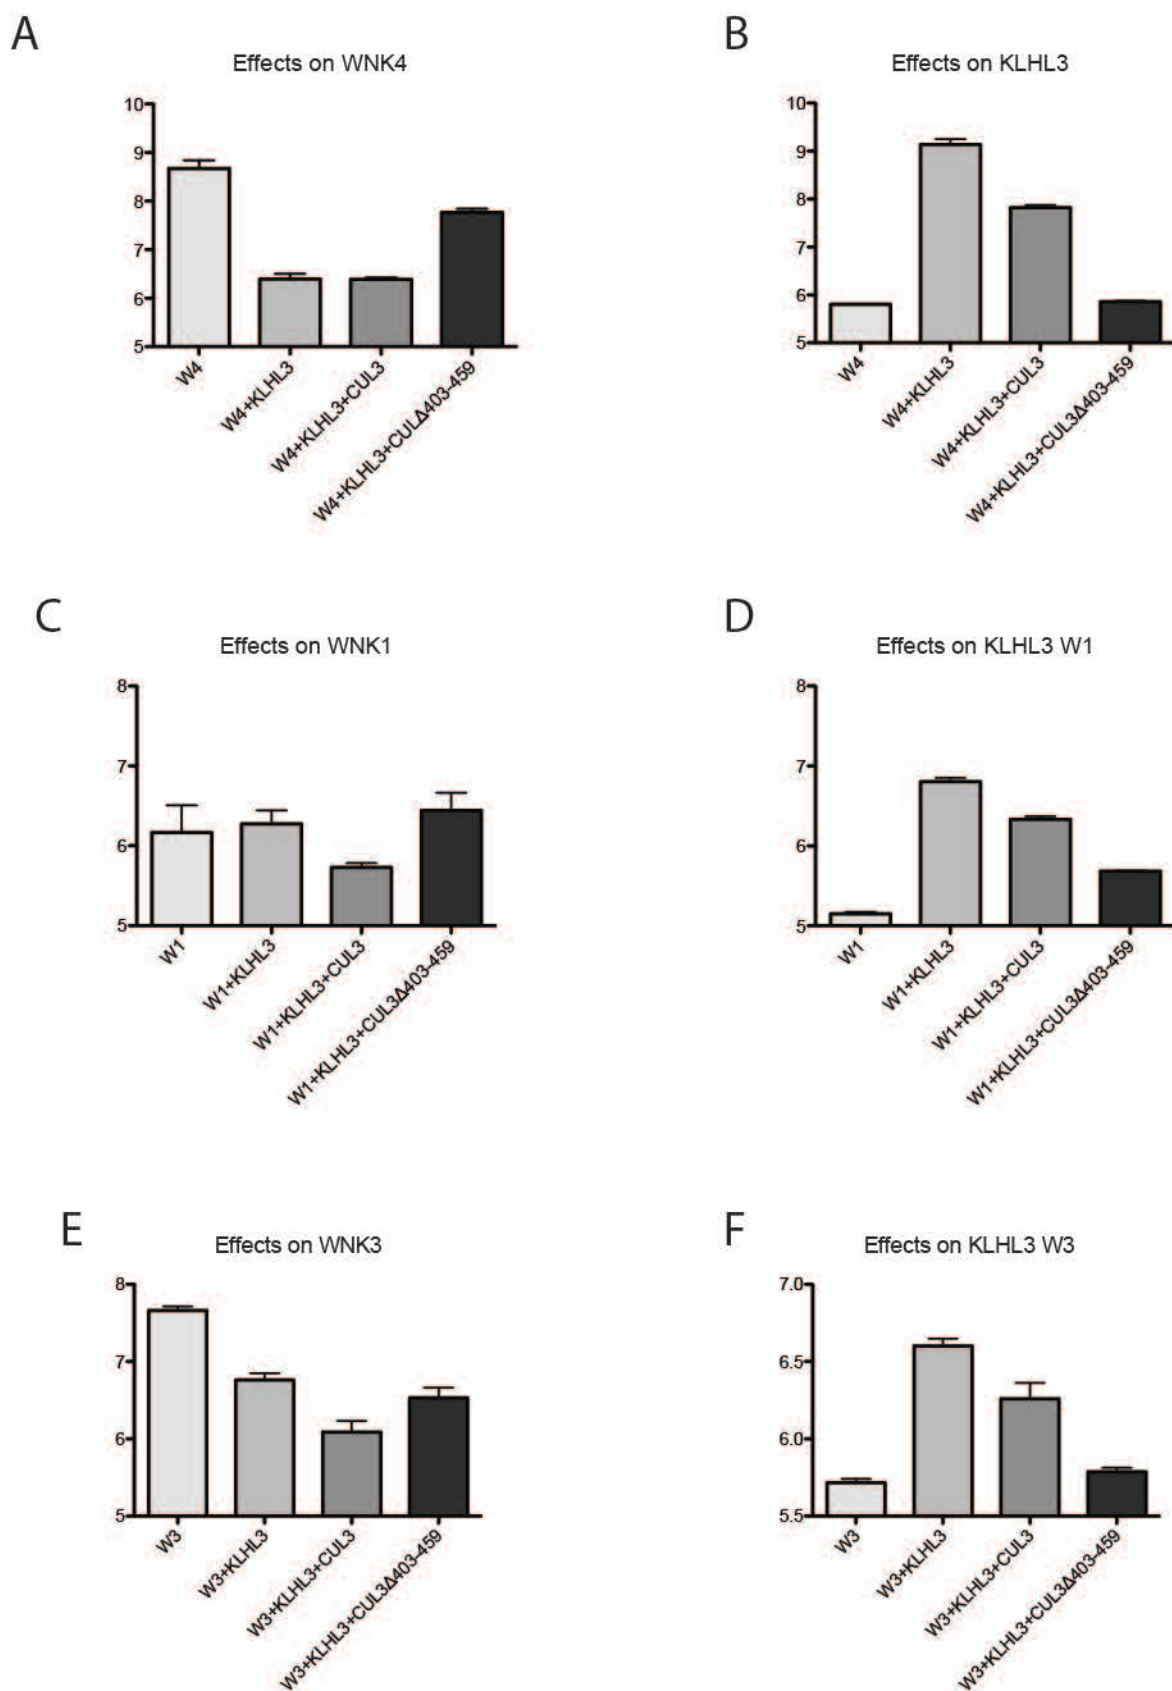 A
Effects on WNK4
10
9
8
7
6
5
W4
W4+KLHL3
W4+KLHL3+CUL3
W4+KLHL3+CULΔ403-459
B
Effects on KLHL3
10
9
8
7
6
5
W4
W4+KLHL3
W4+KLHL3+CUL3
W4+KLHL3+CUL3Δ403-459
C
Effects on WNK1
8
7
6
5
W1
W1+KLHL3
W1+KLHL3+CUL3
W1+KLHL3+CUL3Δ403-459
D
Effects on KLHL3 W1
8
7
6
5
W1
W1+KLHL3
W1+KLHL3+CUL3
W1+KLHL3+CUL3Δ403-459
E
Effects on WNK3
8
7
6
5
W3
W3+KLHL3
W3+KLHL3+CUL3
W3+KLHL3+CUL3Δ403-459
F
Effects on KLHL3 W3
7.0
6.5
6.0
5.5
W3
W3+KLHL3
W3+KLHL3+CUL3
W3+KLHL3+CUL3Δ403-459